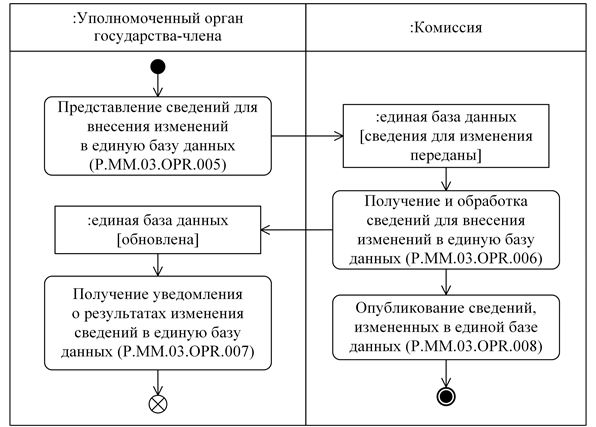 :Уполномоченный орган
государства-члена
:Комиссия
Представление сведений для
внесения изменений
в единую базу данных
(P.MM.03.OPR.005)
:единая база данных
[сведения для изменения
переданы]
Получение и обработка
сведений для внесения
изменений в единую базу
данных (P.MM.03.OPR.006)
:единая база данных
[обновлена]
Получение уведомления
о результатах изменения
сведений в единую базу
данных (P.MM.03.OPR.007)
Опубликование сведений,
измененных в единой базе
данных (P.MM.03.OPR.008)